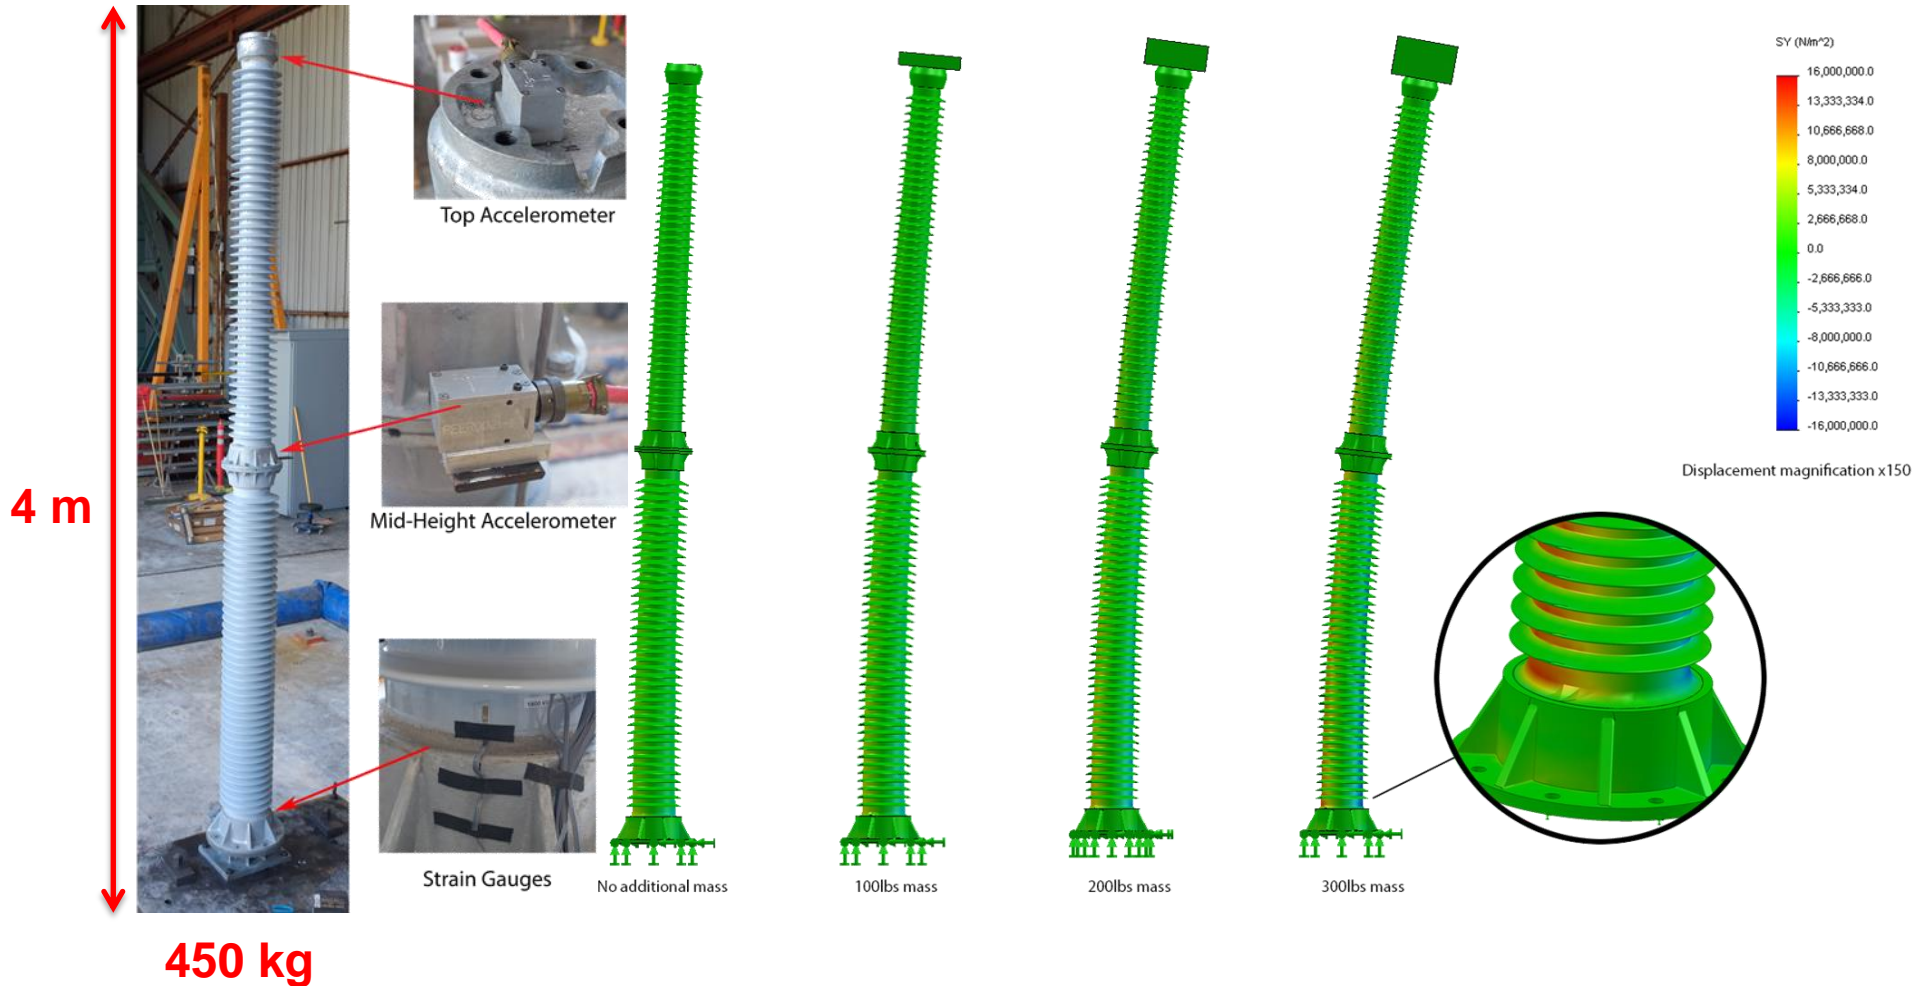 4 m
450 kg
Top Accelerometer
Mid-Height Accelerometer
Strain Gauges
No additional mass
100lbs mass
200lbs mass
300lbs mass
SY (N/m^2)
16,000,000.0
13,333,334.0
10,666,668.0
8,000,000.0
5,333,334.0
2,666,668.0
0.0
-2,666,666.0
-5,333,333.0
-8,000,000.0
-10,666,666.0
-13,333,333.0
-16,000,000.0
Displacement magnification x150